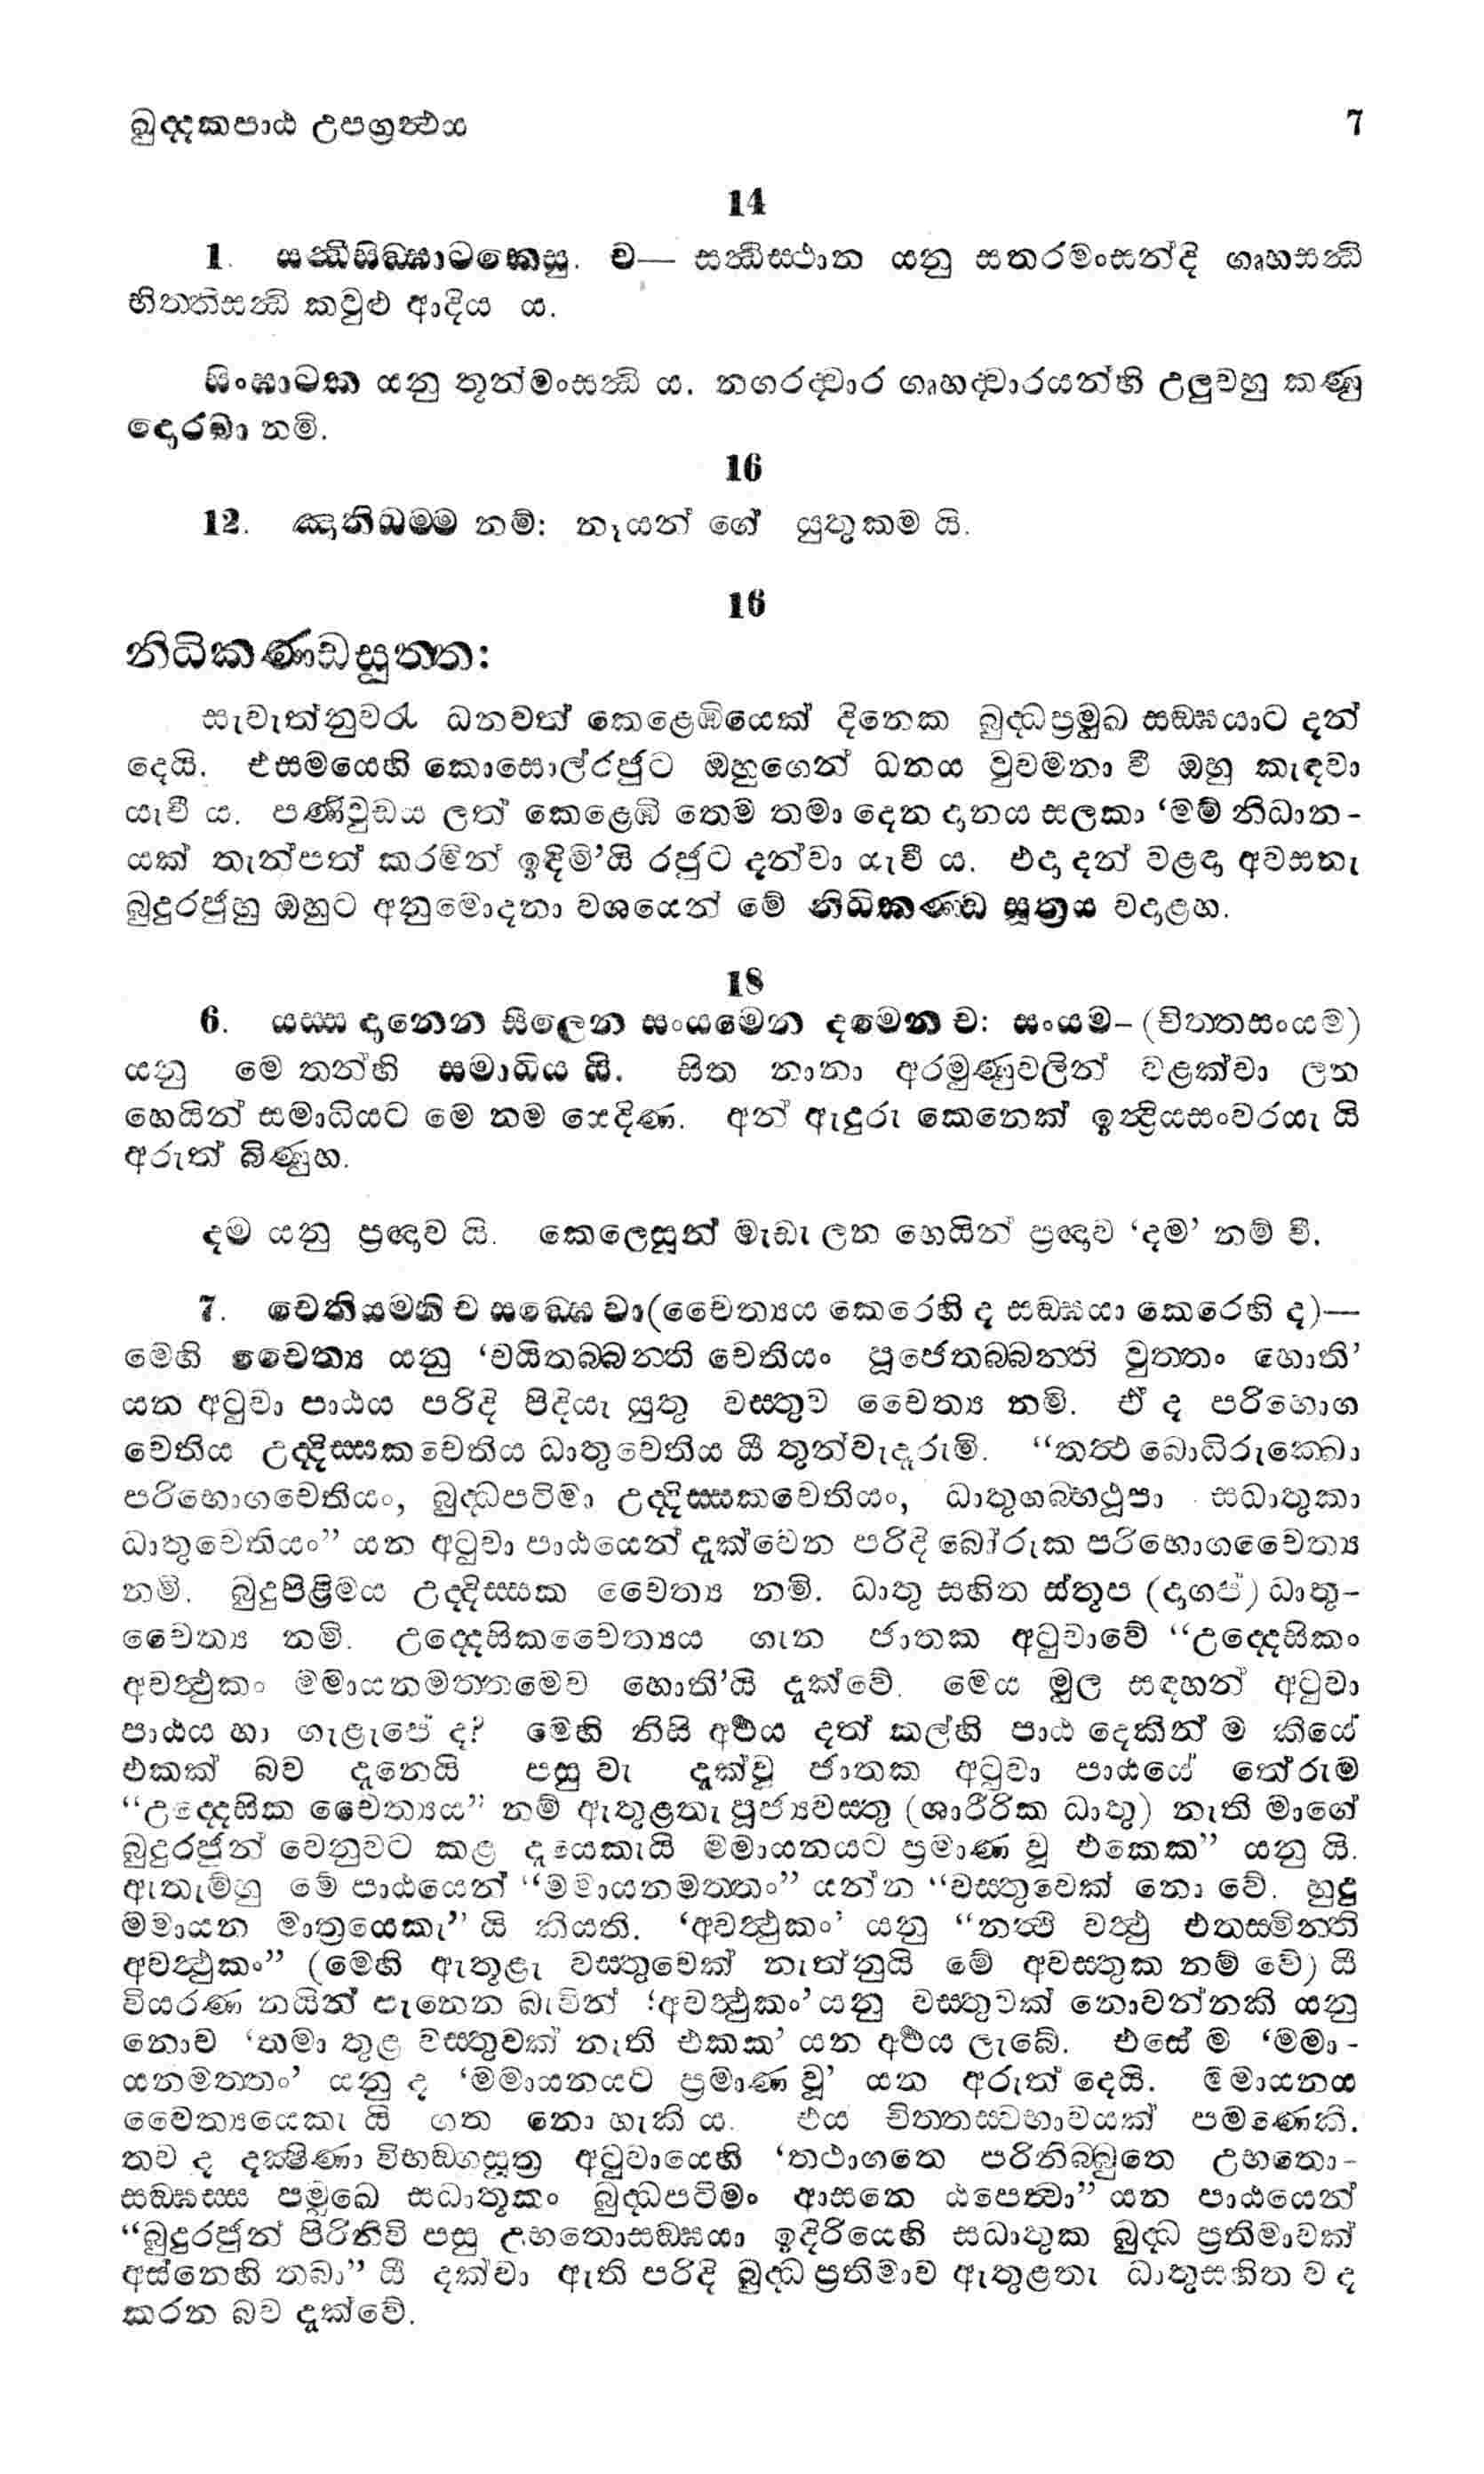 ඛුද්දකපාඨ උපග්‍රන්ථය 7
14
1. සන්ධිසිඞ්ඝාටකෙසු. ච— සන්ධිස්ථාන යනු සතරමංසන්දි ගෘහසන්ධි
භිත්තිසන්ධි කවුළු ආදිය ය.
සිංඝාටක යනු තුන්මංසන්ධි ය. නගරද්වාර ගෘහද්වාරයන්හි උලුවහු කණු
දොරබා නමි.
16
12. ඤාතිධම්ම නම්: නෑයන් ගේ යුතුකම යි.
16
නිධිකණ්ඩසුත්ත:
සැවැත්නුවර ධනවත් කෙළෙඹියෙක් දිනෙක බුද්ධප්‍රමුඛ සඞ්ඝයාට දන්
දෙයි. එසමයෙහි කොසොල්රජුට ඔහුගෙන් ධනය වුවමනා වී ඔහු කැඳවා
යැවී ය. පණිවුඩය ලත් කෙළෙඹි තෙම තමා දෙන දානය සලකා ‘මම් නිධාන-
යක් තැන්පත් කරමින් ඉඳිමි’යි රජුට දන්වා යැවී ය. එදා දන් වළඳා අවසනැ
බුදුරජුහු ඔහුට අනුමොදනා වශයෙන් මේ නිධිකණ්ඩ සූත්‍රය වදාළහ.
18
6. යස්ස දානෙන සීලෙන සංයමෙන දමෙන ච: සංයම-(චිත්තසංයම)
යනු මෙ තන්හි සමාධිය යි. සිත නානා අරමුණුවලින් වළක්වා ලන
හෙයින් සමාධියට මෙ නම යෙදිණ. අන් ඇදුරු කෙනෙක් ඉන්ද්‍රියසංවරයැ යි
අරුත් බිණුහ.
දම යනු ප්‍රඥාව යි. කෙලෙසුන් මැඩැ ලන හෙයින් ප්‍රඥාව ‘දම’ නම් වී.
7. චෙතියම්හි ච සඞ්ඝෙ වා(චෛත්‍යය කෙරෙහි ද සඞ්ඝයා කෙරෙහි ද)—
මෙහි චෛත්‍ය යනු ‘චයිතබ්බන්ති චෙතියං පූජෙතබ්බන්ති වුත්තං හොති’
යන අටුවා පාඨය පරිදි පිදියැ යුතු වස්තුව චෛත්‍ය නමි. ඒ ද පරිභොග
චෙතිය උද්දිස්සකචෙතිය ධාතුචෙතිය යී තුන්වැදෑරුම්. “තත්ථ බොධිරුක්ඛො
පරිභොගචෙතියං, බුද්ධපටිමා උද්දිස්සකචෙතියං, ධාතුගබ්භථූපා සධාතුකා
ධාතුචෙතියං” යන අටුවා පාඨයෙන් දැක්වෙන පරිදි බෝරුක පරිභොගචෛත්‍ය
නමි. බුදුපිළිමය උද්දිස්සක චෛත්‍ය නමි. ධාතු සහිත ස්තූප (දාගප්) ධාතු-
චෛත්‍ය නමි. උද්දෙසිකචෛත්‍යය ගැන ජාතක අටුවාවේ “උද්දෙසිකං
අවත්ථුකං මමායනමත්තමෙව හොති’යි දැක්වේ. මෙය මුල සඳහන් අටුවා
පාඨය හා ගැළැපේ ද? මෙහි නිසි අර්ථය දත් කල්හි පාඨ දෙකින් ම කියේ
එකක් බව දැනෙයි පසු වැ දැක්වූ ජාතක අටුවා පාඨයේ තේරුම
“උද්දෙසික චෛත්‍යය” නම් ඇතුළතැ පූජ්‍යවස්තු (ශාරීරික ධාතු) නැති මාගේ
බුදුරජුන් වෙනුවට කළ දැයෙකැයි මමායනයට ප්‍රමාණ වූ එකෙක” යනු යි.
ඇතැම්හු මේ පාඨයෙන් “මමායනමත්තං” යන්න “වස්තුවෙක් නො වේ. හුදු
මමායන මාත්‍රයෙකැ” යි කියති. ‘අවත්ථුකං’ යනු “නත්ථි වත්ථු එතස්මින්ති
අවත්ථුකං” (මෙහි ඇතුළැ වස්තුවෙක් නැත්නුයි මේ අවස්තුක නම් වේ) යී
වියරණ නයින් පැනෙන බැවින් ‘අවත්ථුකං’යනු වස්තුවක් නොවන්නකි යනු
නොව ‘තමා තුළ වස්තුවක් නැති එකක’ යන අර්ථය ලැබේ. එසේ ම ‘මමා-
යනමත්තං’ යනු ද ‘මමායනයට ප්‍රමාණ වූ’ යන අරුත් දෙයි. මමායනය
චෛත්‍යයෙකැ යි ගත නො හැකි ය. එය චිත්තස්වභාවයක් පමණෙකි.
තව ද දක්ෂිණා විභඞ්ගසූත්‍ර අටුවායෙහි ‘තථාගතෙ පරිනිබ්බුතෙ උභතො-
සඞ්ඝස්ස පමුඛෙ සධාතුකං බුද්ධපටිමං ආසනෙ ඨපෙත්වා” යන පාඨයෙන්
“බුදුරජුන් පිරිනිවි පසු උභතොසඞ්ඝයා ඉදිරියෙහි සධාතුක බුද්ධ ප්‍රතිමාවක්
අස්නෙහි තබා” යී දක්වා ඇති පරිදි බුද්ධ ප්‍රතිමාව ඇතුළතැ ධාතුසහිත ව ද
කරන බව දැක්වේ.